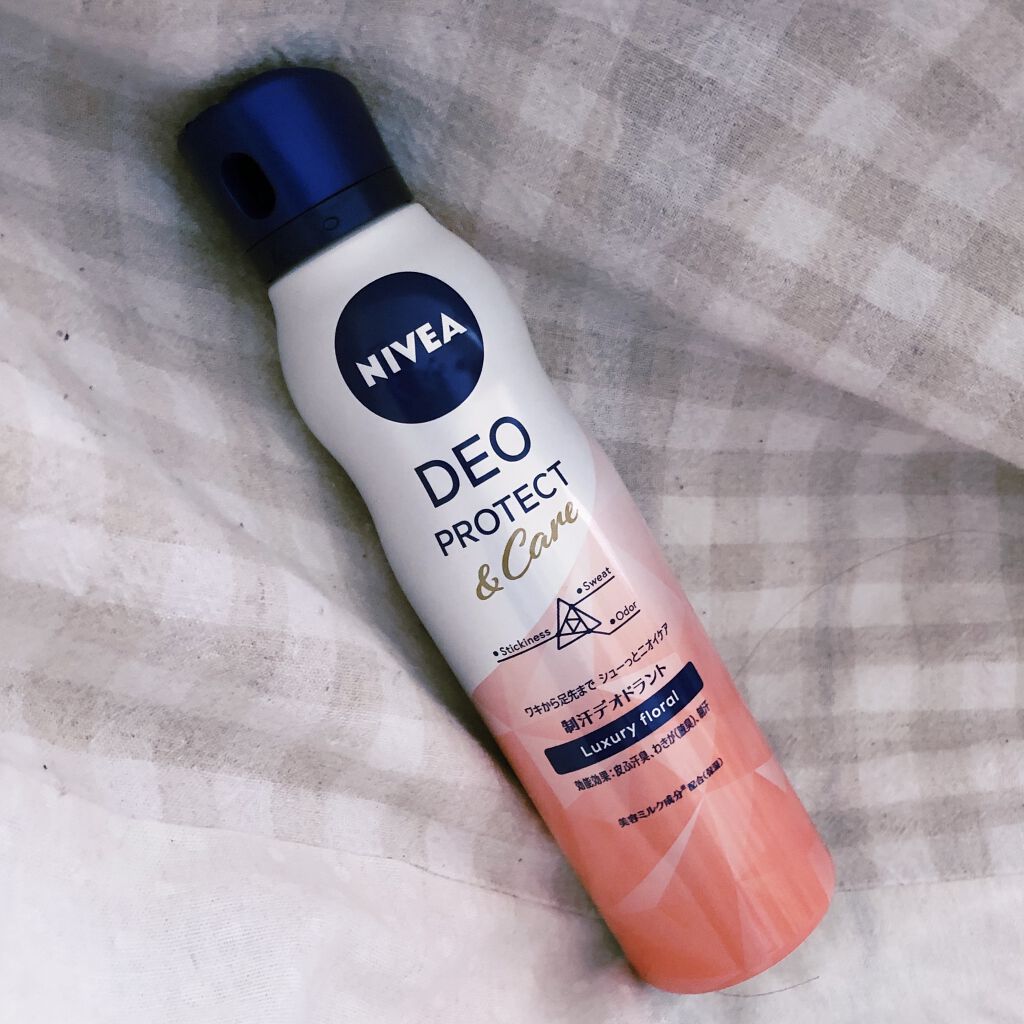 NIVEA
DEO
PROTECT
& Care
•Sweat
•Odor
•Stickiness
ワキから足先まで シューっとニオイケア
制汗デオドラント
Luxury floral
効能効果：皮ふ汗臭、わきが（腋臭）、制汗
美容ミルク成分※配合（保湿）